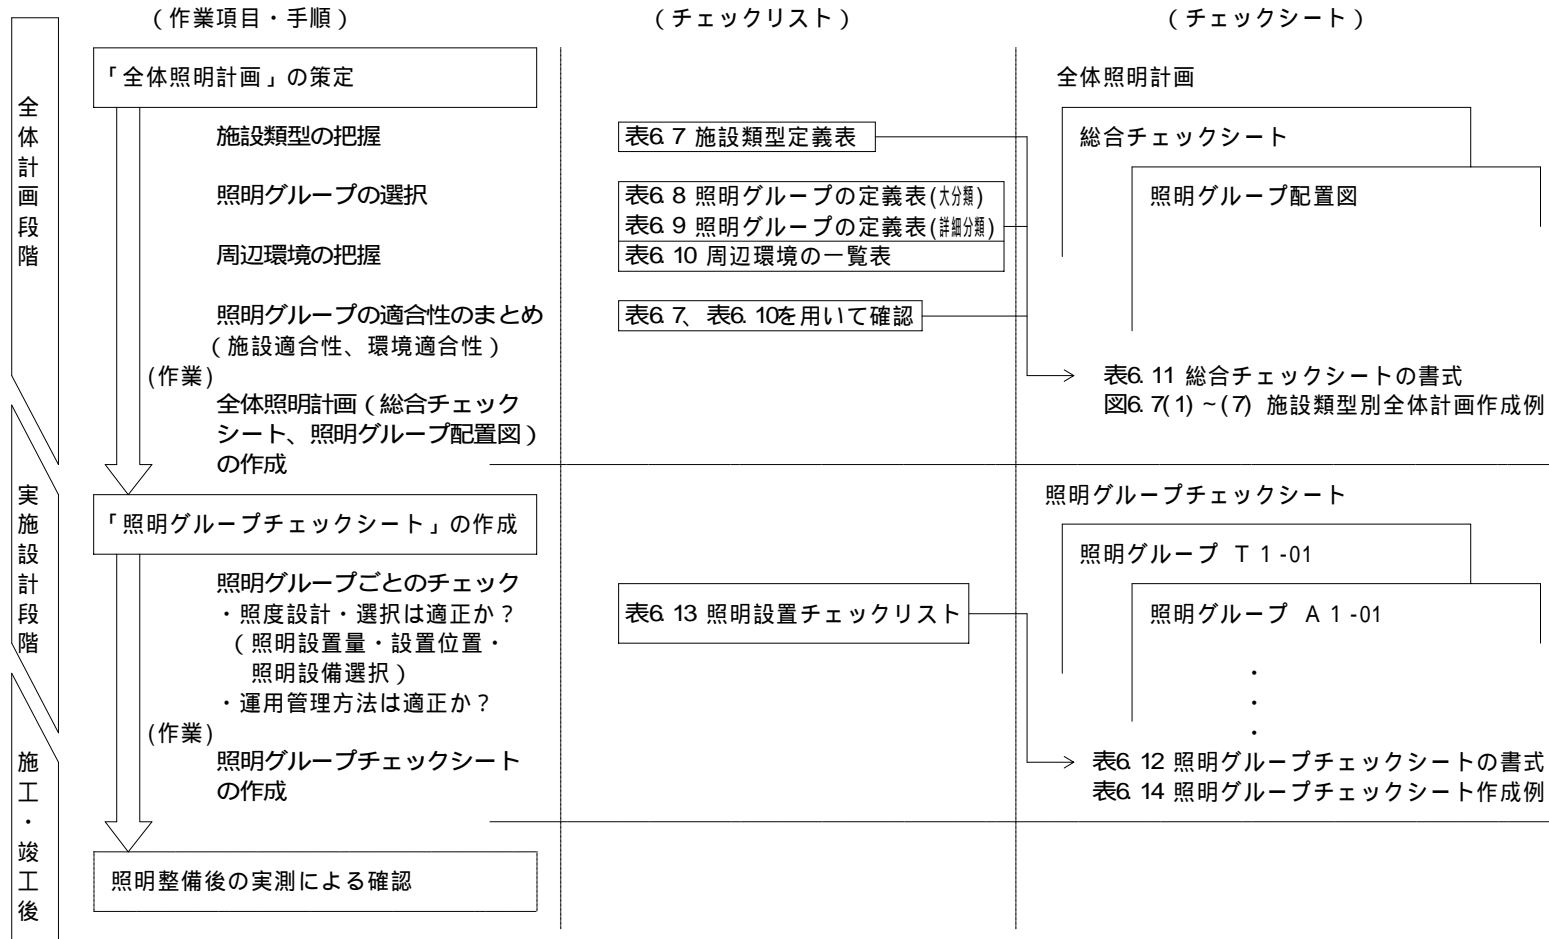 (作業項目・手順)
(チェックリスト)
(チェックシート)
全体計画段階
「全体照明計画」の策定
施設類型の把握
照明グループの選択
周辺環境の把握
照明グループの適合性のまとめ
(施設適合性、環境適合性)
(作業)
全体照明計画(総合チェック
シート、照明グループ配置図)
の作成
表6.7 施設類型定義表
表6.8 照明グループの定義表(大分類)
表6.9 照明グループの定義表(詳細分類)
表6.10 周辺環境の一覧表
表6.7、表6.10を用いて確認
全体照明計画
総合チェックシート
照明グループ配置図
表6.11 総合チェックシートの書式
図6.7(1)~(7) 施設類型別全体計画作成例
実施設計段階
「照明グループチェックシート」の作成
照明グループごとのチェック
・照度設計・選択は適正か?
(照明設置量・設置位置・
照明設備選択)
・運用管理方法は適正か?
(作業)
照明グループチェックシート
の作成
表6.13 照明設置チェックリスト
照明グループチェックシート
照明グループ T1-01
照明グループ A1-01
・
・
・
表6.12 照明グループチェックシートの書式
表6.14 照明グループチェックシート作成例
施工・竣工後
照明整備後の実測による確認